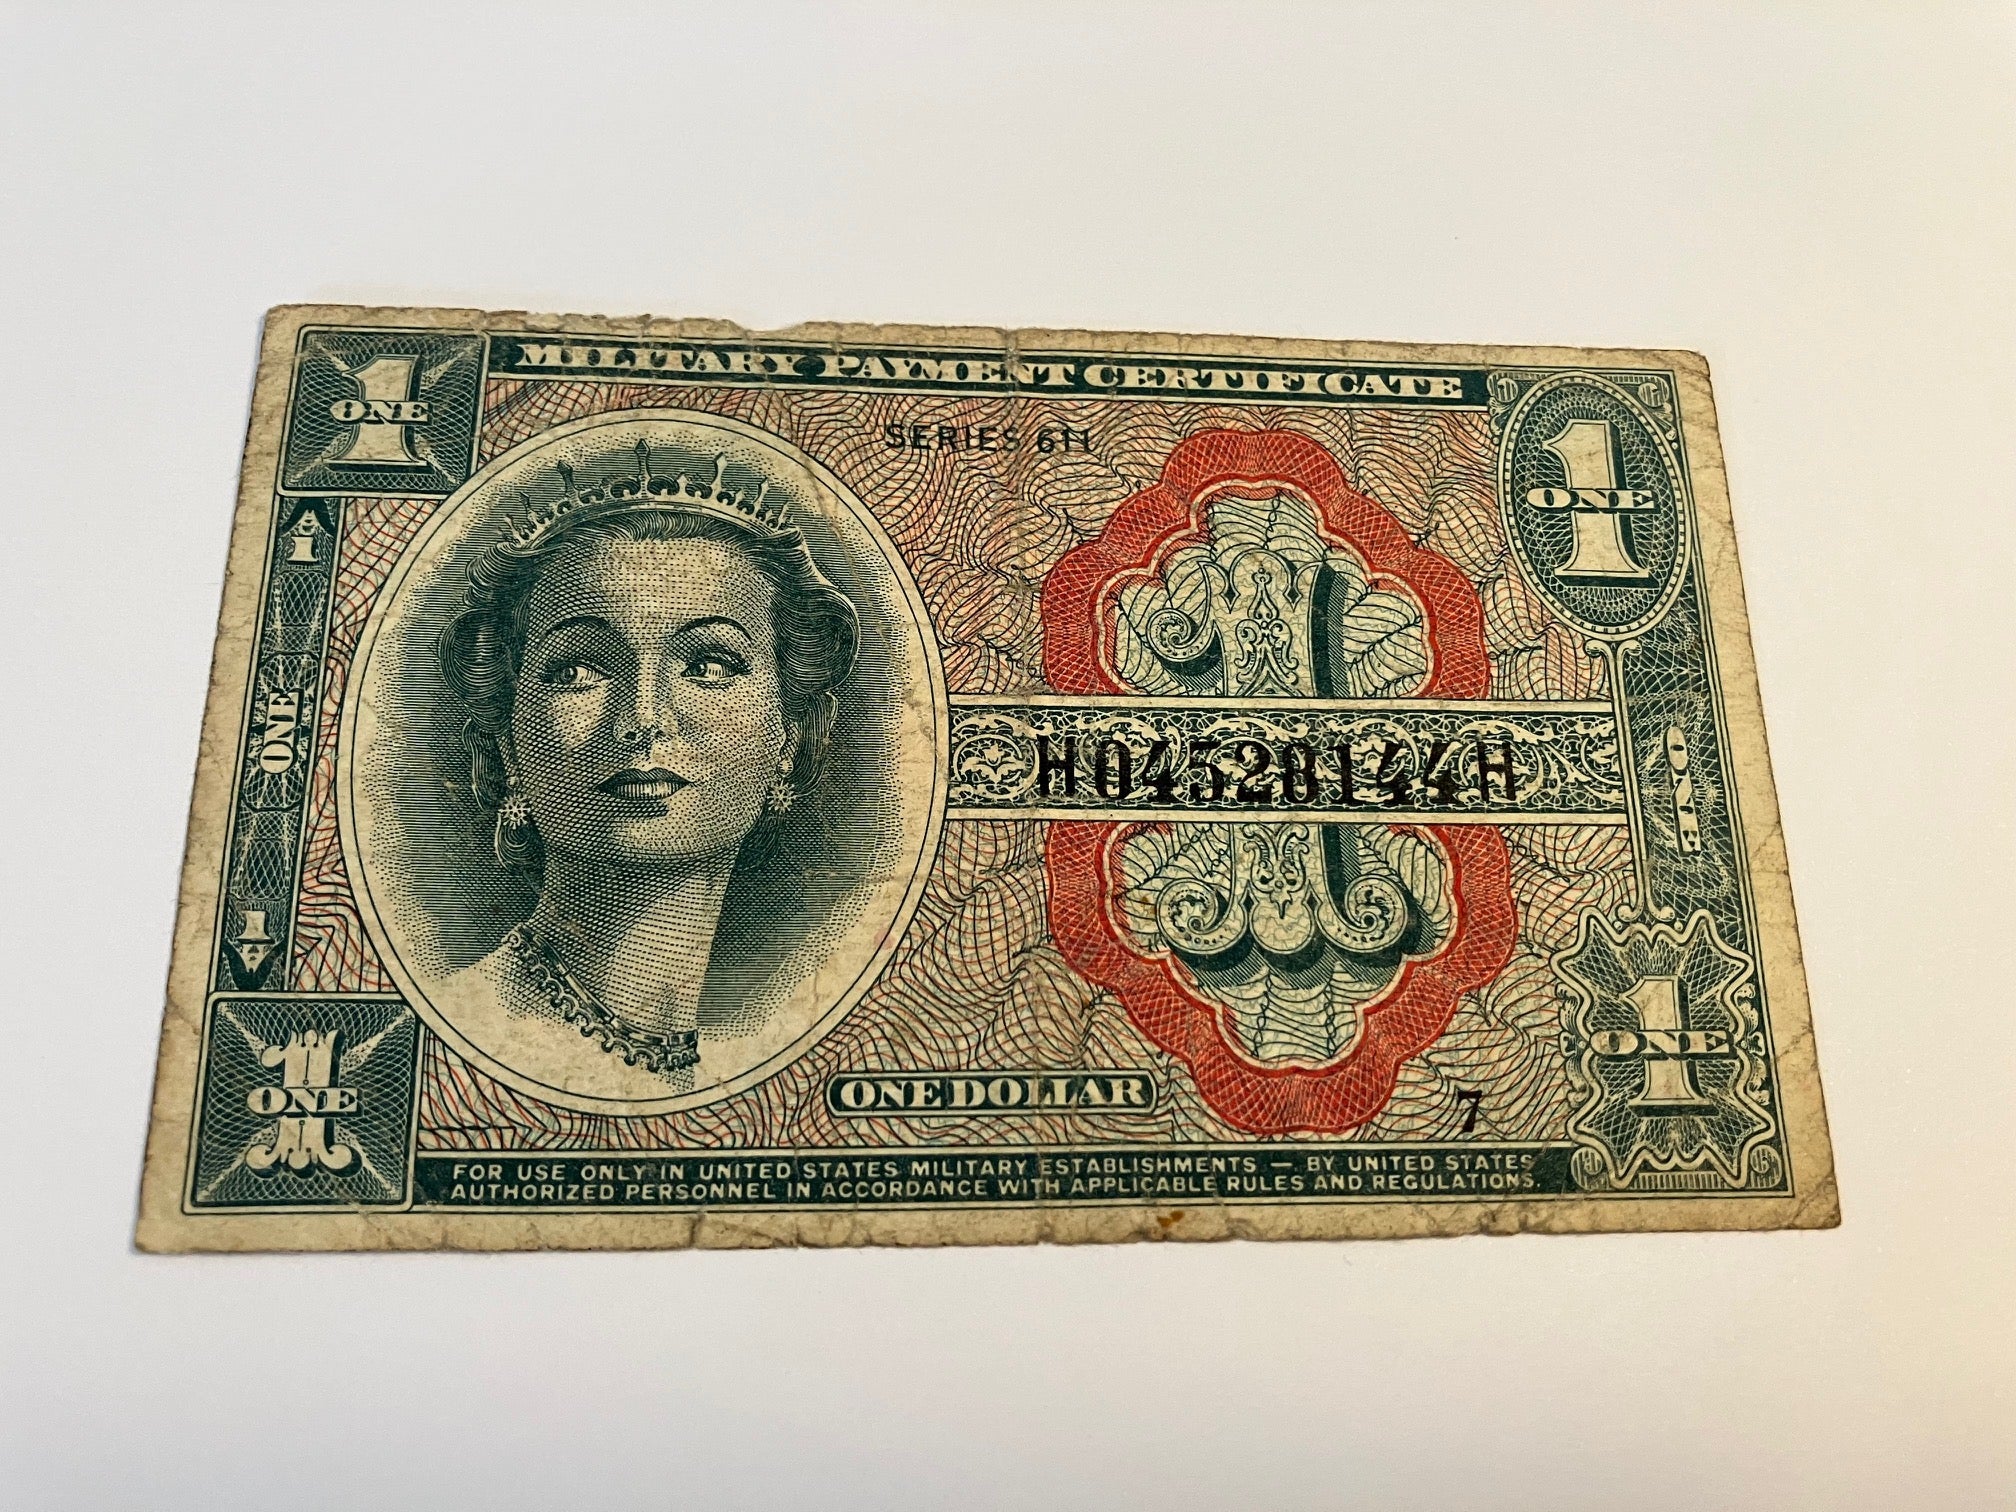 1
ONE
MILITARY PAYMENT CERTIFICATE
1
ONE
SERIES 611
1
1
ONE
H04528144H
ONE
1
1
ONE
ONE DOLLAR
7
1
ONE
FOR USE ONLY IN UNITED STATES MILITARY ESTABLISHMENTS — BY UNITED STATES
AUTHORIZED PERSONNEL IN ACCORDANCE WITH APPLICABLE RULES AND REGULATIONS.